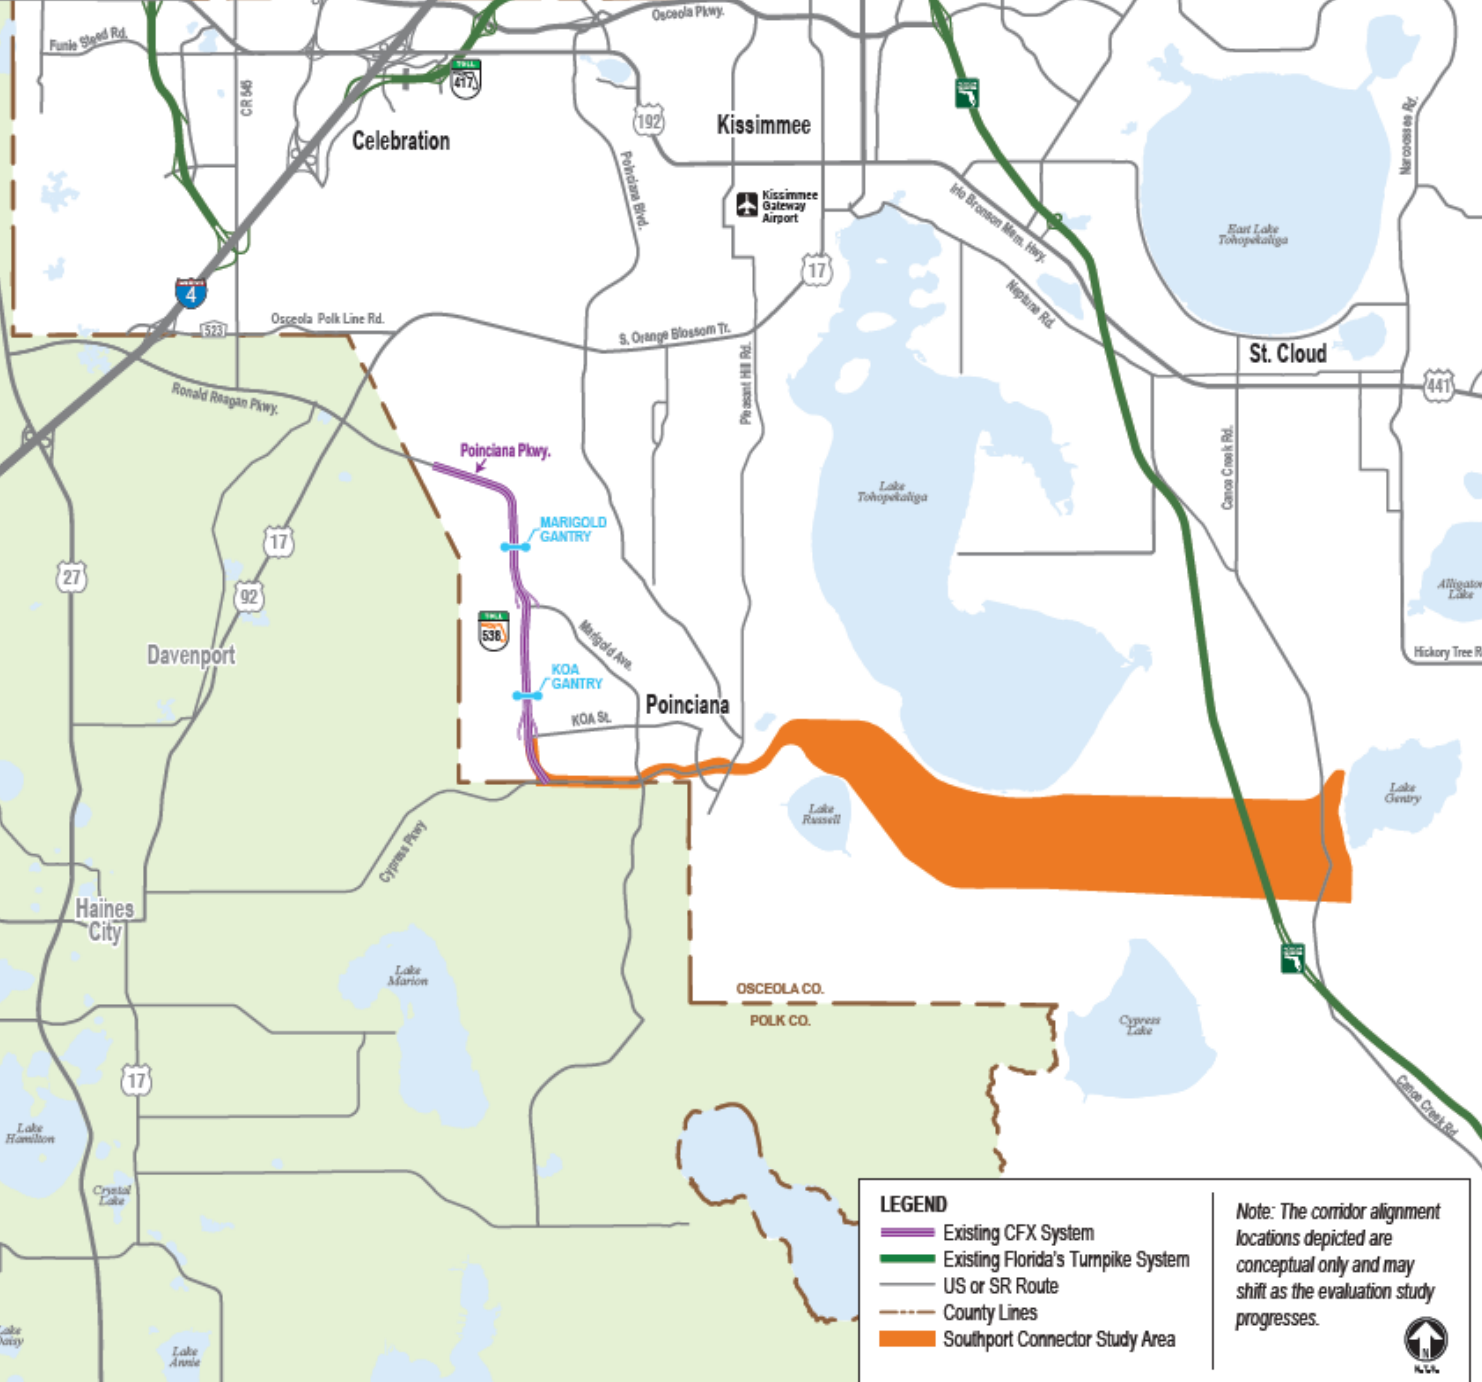 Osceola Pkwy.
Funie Steed Rd.
TOLL
417
CR 545
Celebration
192
Kissimmee
Narcoossee Rd.
Poinciana Blvd.
Kissimmee
Gateway
Airport
Irlo Bronson Mem. Hwy.
East Lake
Tohopekaliga
17
4
Neptune Rd.
523
Osceola Polk Line Rd.
S. Orange Blossom Tr.
Pleasant Hill Rd.
St. Cloud
441
Ronald Reagan Pkwy.
Canoe Creek Rd.
Poinciana Pkwy.
Lake
Tohopekaliga
MARIGOLD
GANTRY
17
27
92
Alligator
Lake
TOLL
538
Marigold Ave.
Hickory Tree R
Davenport
KOA
GANTRY
Poinciana
KOA St.
Lake
Russell
Lake
Gentry
Cypress Pkwy
Haines
City
Lake
Marion
OSCEOLA CO.
POLK CO.
Cypress
Lake
17
Canoe Creek Rd.
Lake
Hamilton
Crystal
Lake
Lake
Annie
LEGEND
Existing CFX System
Existing Florida's Turnpike System
US or SR Route
County Lines
Southport Connector Study Area
Note: The corridor alignment
locations depicted are
conceptual only and may
shift as the evaluation study
progresses.
N
N.T.S.